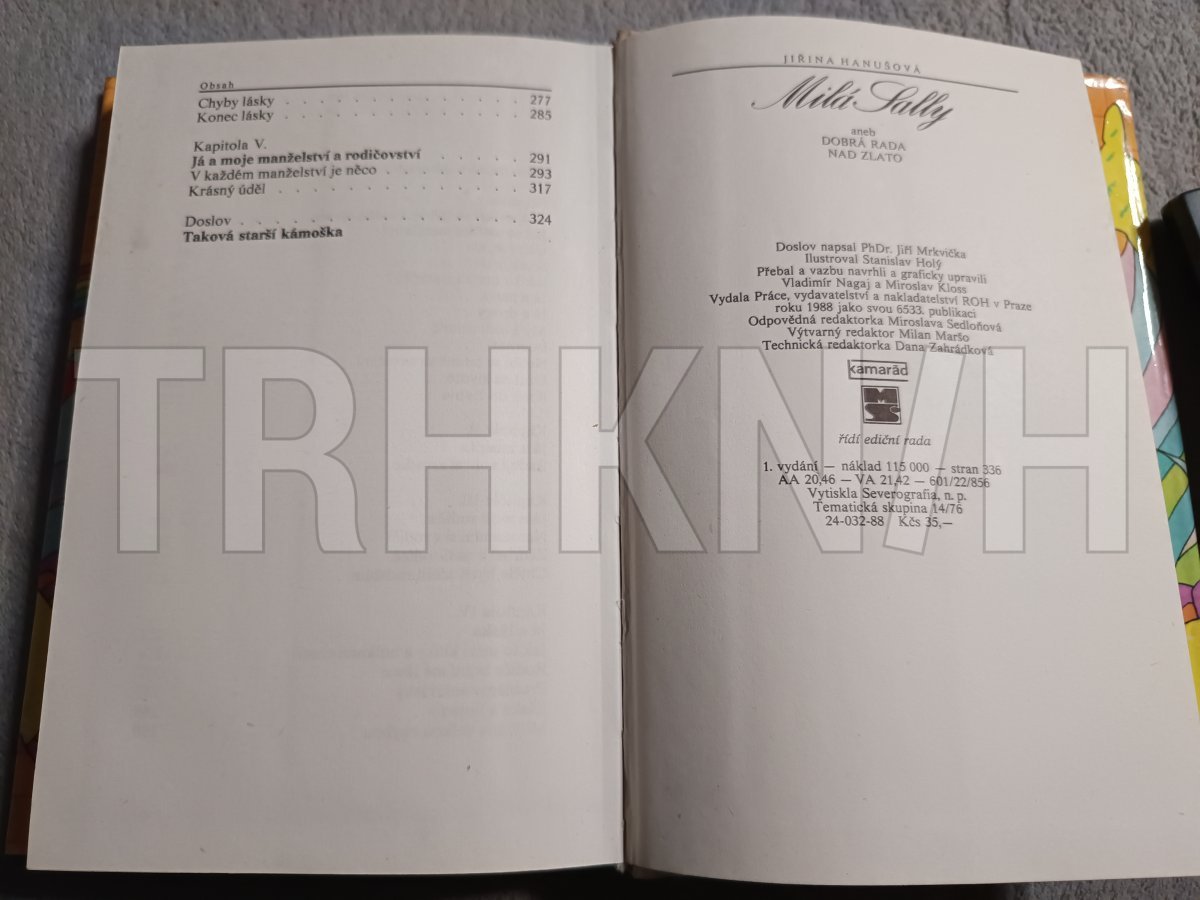 Obsah
Chyby lásky . . . . . . . . . . . . . . 277
Konec lásky . . . . . . . . . . . . . . 285
Kapitola V.
Já a moje manželství a rodičovství . . . . . 291
V každém manželství je něco . . . . . . . . 293
Krásný úděl . . . . . . . . . . . . . . 317
Doslov . . . . . . . . . . . . . . . . 324
Taková starší kámoška
JIŘINA HANUŠOVÁ
Milá Sally
aneb
DOBRÁ RADA
NAD ZLATO
Doslov napsal PhDr. Jiří Mrkvička
Ilustroval Stanislav Holý
Přebal a vazbu navrhli a graficky upravili
Vladimír Nagaj a Miroslav Kloss
Vydala Práce, vydavatelství a nakladatelství ROH v Praze
roku 1988 jako svou 6533. publikaci
Odpovědná redaktorka Miroslava Sedloňová
Výtvarný redaktor Milan Maršo
Technická redaktorka Dana Zahrádková
kamarád
MS
řídí ediční rada
1. vydání — náklad 115 000 — stran 336
AA 20,46 — VA 21,42 — 601/22/856
Vytiskla Severografia, n. p.
Tematická skupina 14/76
24-032-88 Kčs 35,—
TRHKNIH